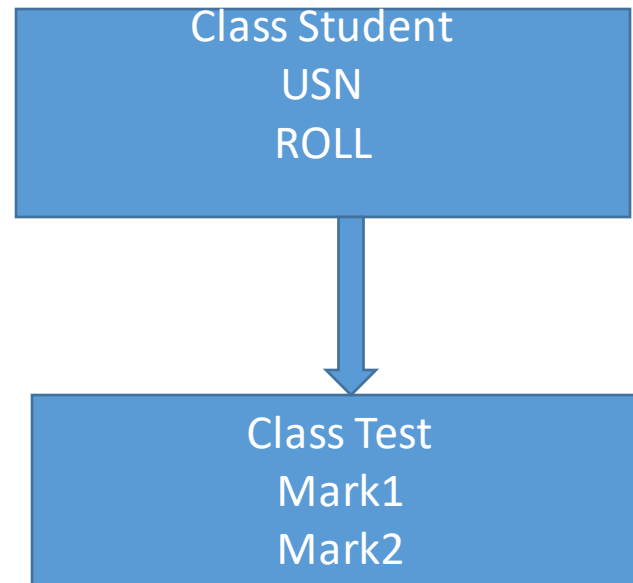 Class Student
USN
ROLL
Class Test
Mark1
Mark2